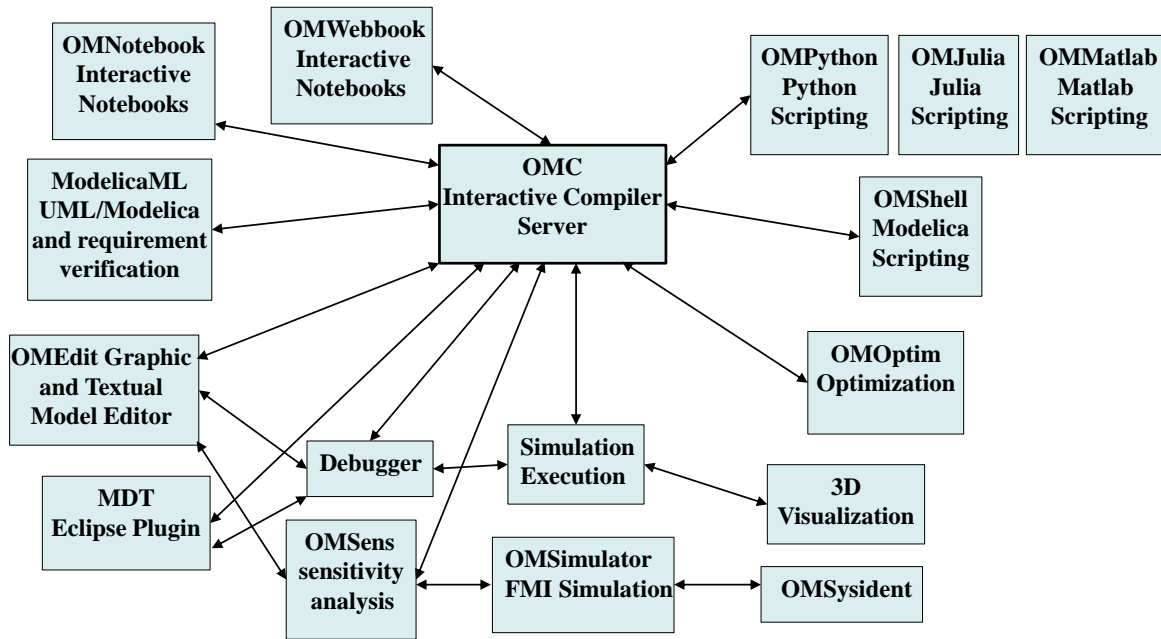 OMNotebook
Interactive
Notebooks
OMWebbook
Interactive
Notebooks
OMPython
Python
Scripting
OMJulia
Julia
Scripting
OMMatlab
Matlab
Scripting
OMC
Interactive Compiler
Server
ModelicaML
UML/Modelica
and requirement
verification
OMShell
Modelica
Scripting
OMEdit Graphic
and Textual
Model Editor
OMOptim
Optimization
Debugger
Simulation
Execution
MDT
Eclipse Plugin
3D
Visualization
OMSens
sensitivity
analysis
OMSimulator
FMI Simulation
OMSysident